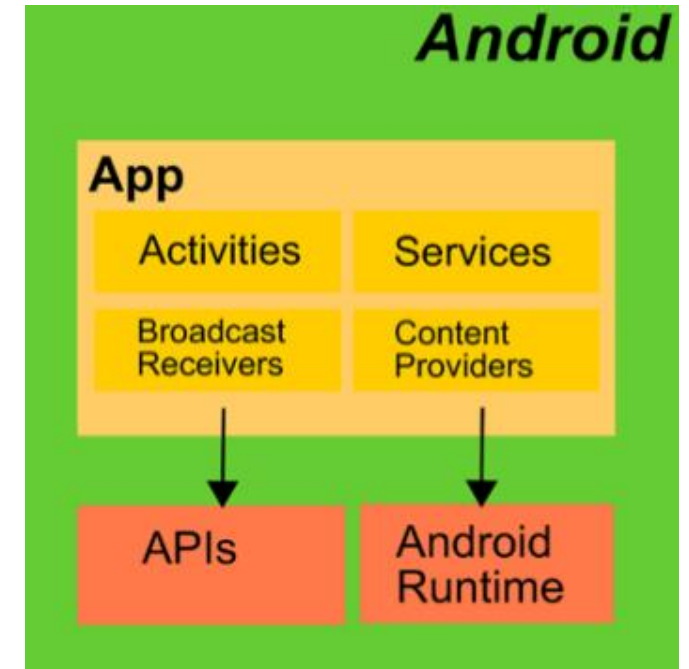 Android
App
Activities
Services
Broadcast
Receivers
Content
Providers
APIs
Android
Runtime